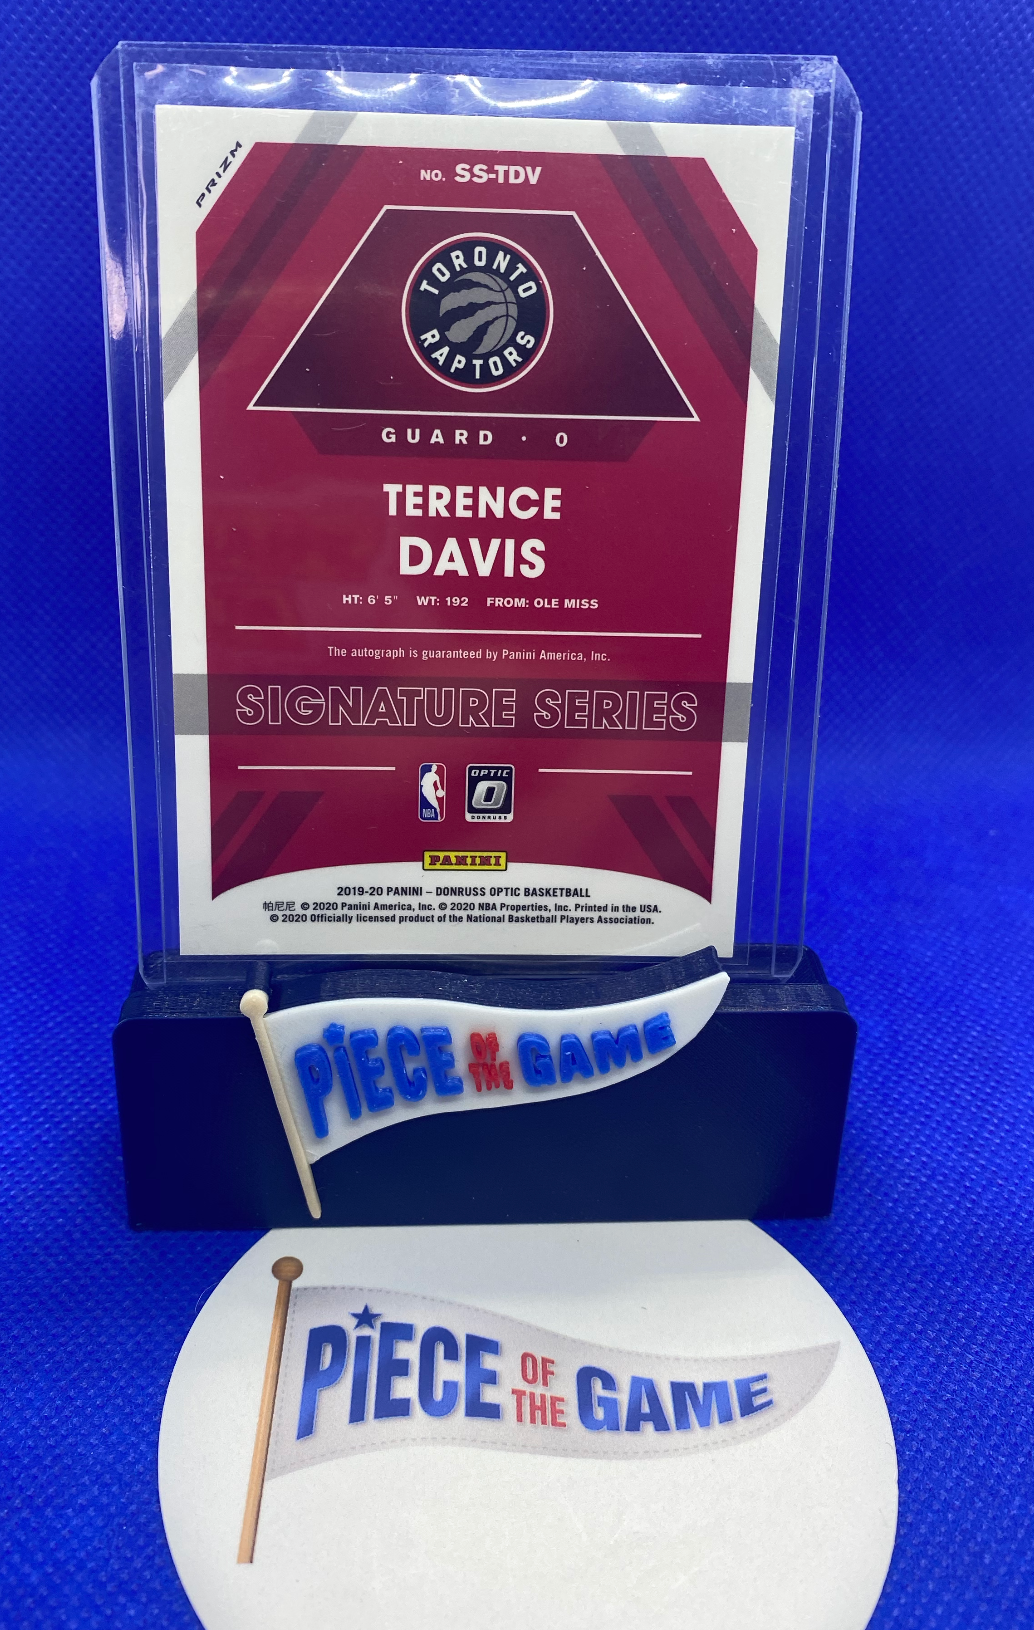 PRIZM
NO. SS-TDV
TORONTO
RAPTORS
GUARD · 0
TERENCE
DAVIS
HT: 6' 5" WT: 192 FROM: OLE MISS
The autograph is guaranteed by Panini America, Inc.
SIGNATURE SERIES
NBA
OPTIC
DONRUSS
PANINI
2019-20 PANINI – DONRUSS OPTIC BASKETBALL
帕尼尼 © 2020 Panini America, Inc. © 2020 NBA Properties, Inc. Printed in the USA.
© 2020 Officially licensed product of the National Basketball Players Association.
PiECE OF THE GAME
PiECE OF THE GAME